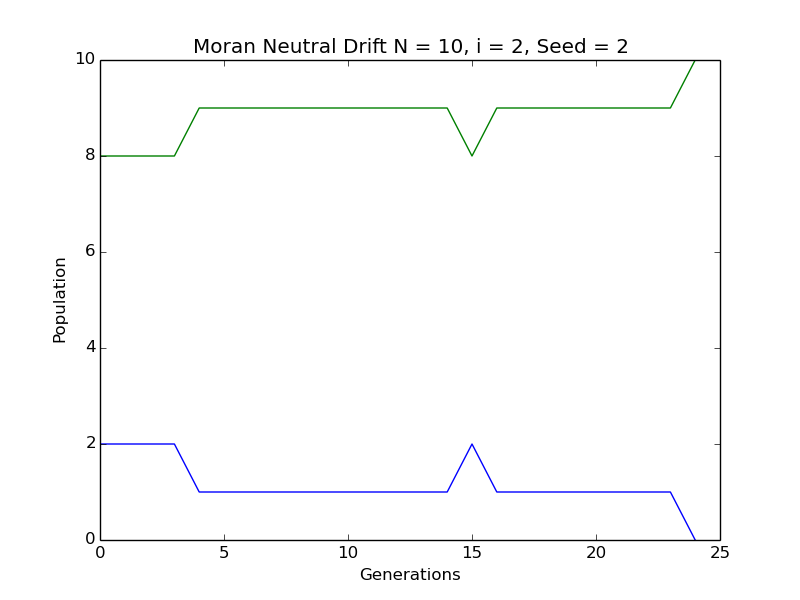 Moran Neutral Drift N = 10, i = 2, Seed = 2
10
8
6
4
2
0
Population
0 5 10 15 20 25
Generations